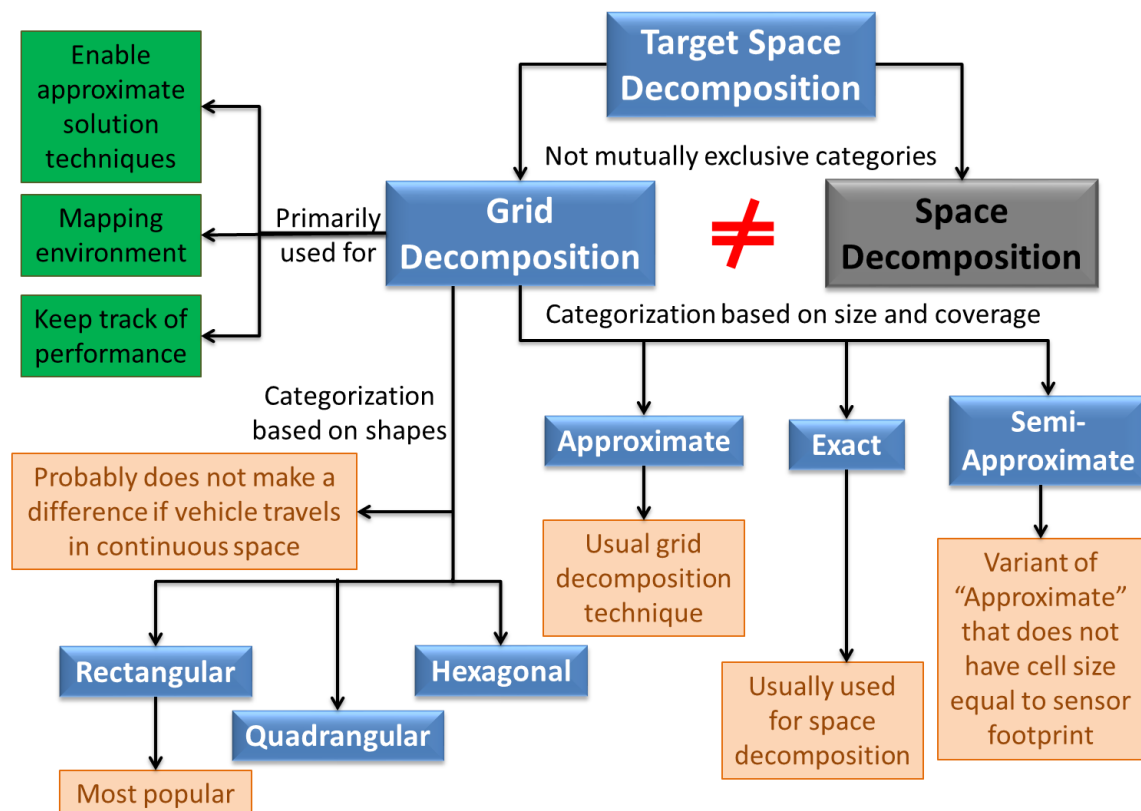 Target Space
Decomposition
Enable
approximate
solution
techniques
Not mutually exclusive categories
Mapping
environment
Primarily
used for
Grid
Decomposition
≠
Space
Decomposition
Keep track of
performance
Categorization based on size and coverage
Categorization
based on shapes
Approximate
Exact
Semi-
Approximate
Probably does not make a
difference if vehicle travels
in continuous space
Usual grid
decomposition
technique
Variant of
“Approximate”
that does not
have cell size
equal to sensor
footprint
Rectangular
Hexagonal
Quadrangular
Usually used
for space
decomposition
Most popular